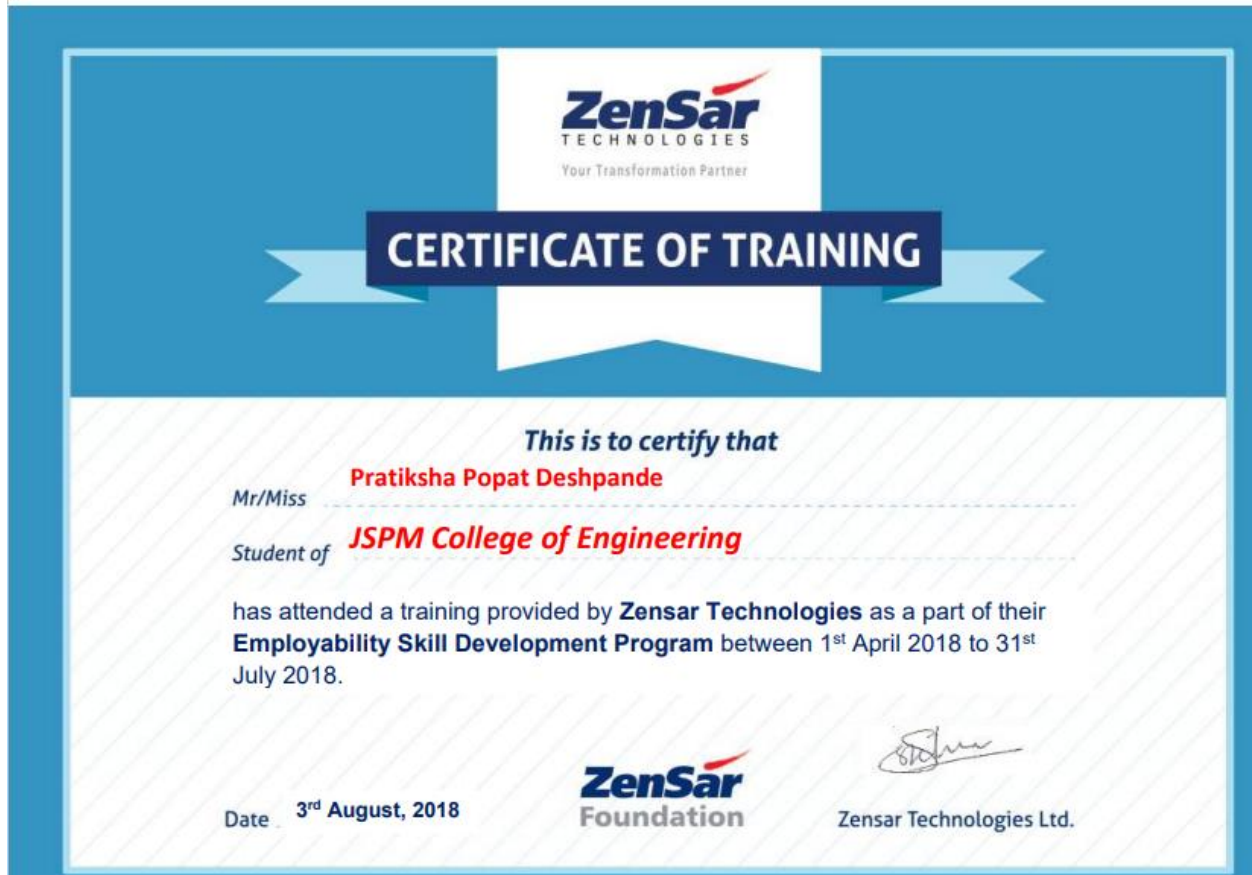 ZenSar
TECHNOLOGIES
Your Transformation Partner
CERTIFICATE OF TRAINING
This is to certify that
Mr/Miss Pratiksha Popat Deshpande
Student of JSPM College of Engineering
has attended a training provided by Zensar Technologies as a part of their
Employability Skill Development Program between 1st April 2018 to 31st
July 2018.
Date 3rd August, 2018
ZenSar
Foundation
Zensar Technologies Ltd.